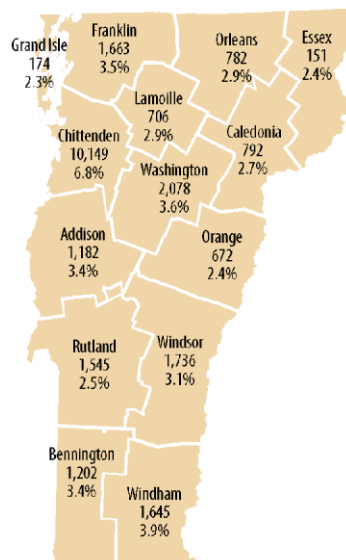 Grand Isle
174
2.3%
Franklin
1,663
3.5%
Orleans
782
2.9%
Essex
151
2.4%
Lamoille
706
2.9%
Caledonia
792
2.7%
Chittenden
10,149
6.8%
Washington
2,078
3.6%
Addison
1,182
3.4%
Orange
672
2.4%
Rutland
1,545
2.5%
Windsor
1,736
3.1%
Bennington
1,202
3.4%
Windham
1,645
3.9%